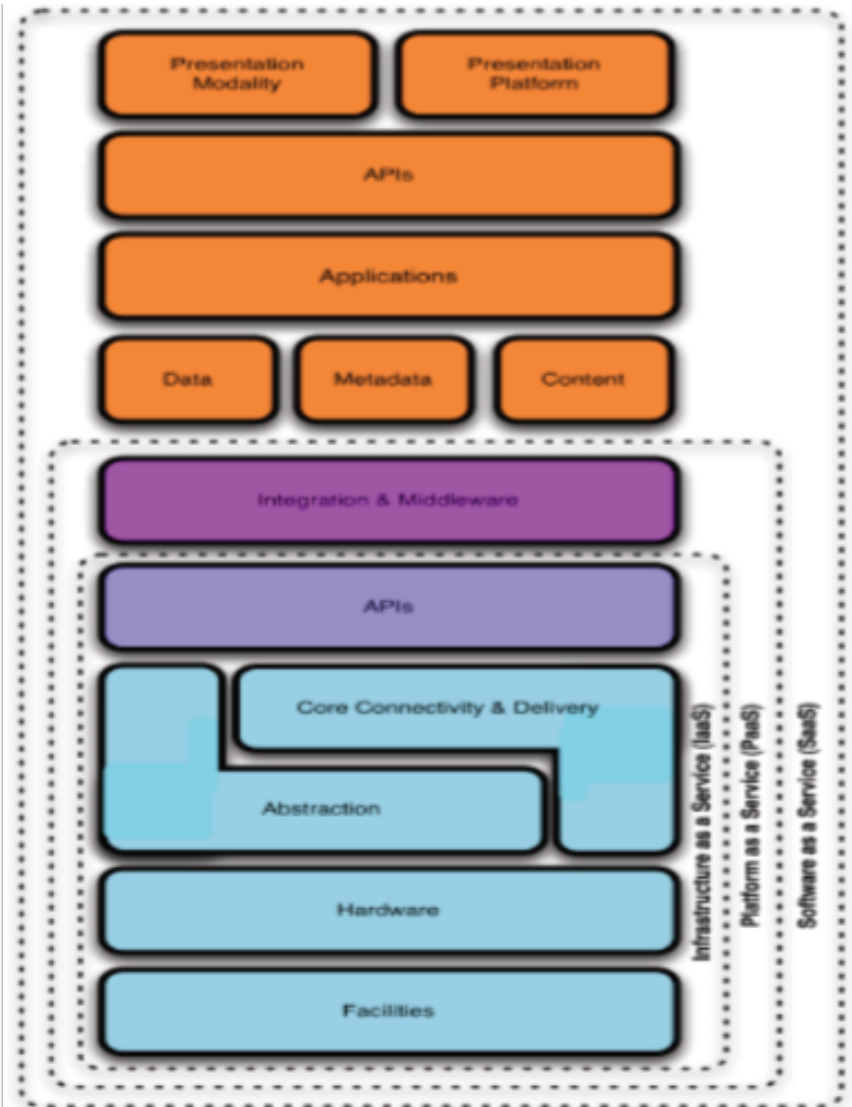 Presentation
Modality
Presentation
Platform
APIs
Applications
Data
Metadata
Content
Integration & Middleware
APIs
Core Connectivity & Delivery
Abstraction
Hardware
Facilities
Infrastructure as a Service (IaaS)
Platform as a Service (PaaS)
Software as a Service (SaaS)